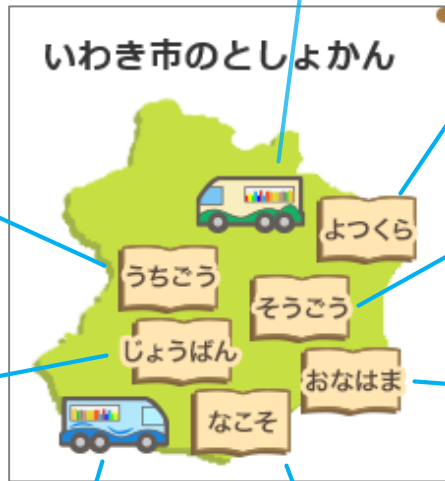 いわき市のとしょかん
よつくら
うちごう
そうごう
じょうばん
おなはま
なこそ